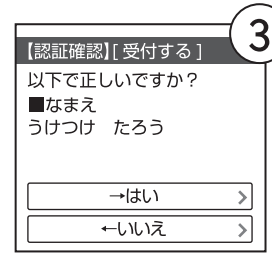 3
【認証確認】[ 受付する ]
以下で正しいですか？
■なまえ
うけつけ　たろう
→はい >
←いいえ >